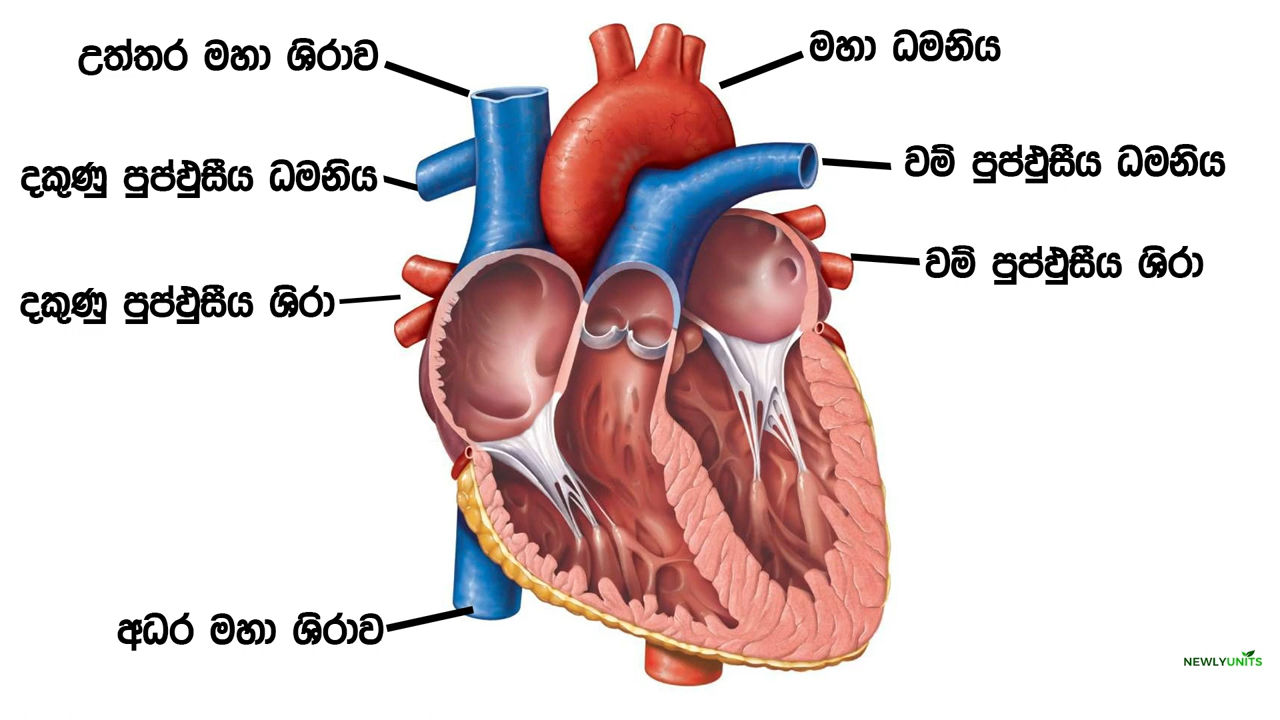 උත්තර මහා ශිරාව
මහා ධමනිය
දකුණු පුප්ඵුසීය ධමනිය
වම් පුප්ඵුසීය ධමනිය
දකුණු පුප්ඵුසීය ශිරා
වම් පුප්ඵුසීය ශිරා
අධර මහා ශිරාව
NEWLYUNITS